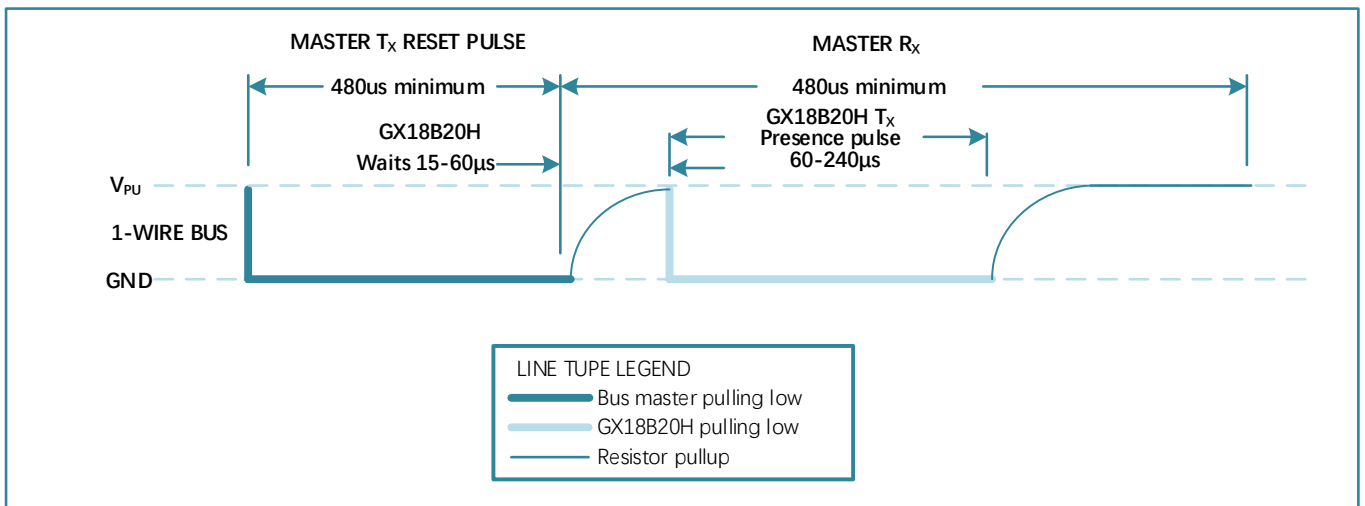 MASTER TX RESET PULSE
MASTER RX
480us minimum
480us minimum
GX18B20H
Waits 15-60μs
GX18B20H TX
Presence pulse
60-240μs
VPU
1-WIRE BUS
GND
LINE TUPE LEGEND
Bus master pulling low
GX18B20H pulling low
Resistor pullup